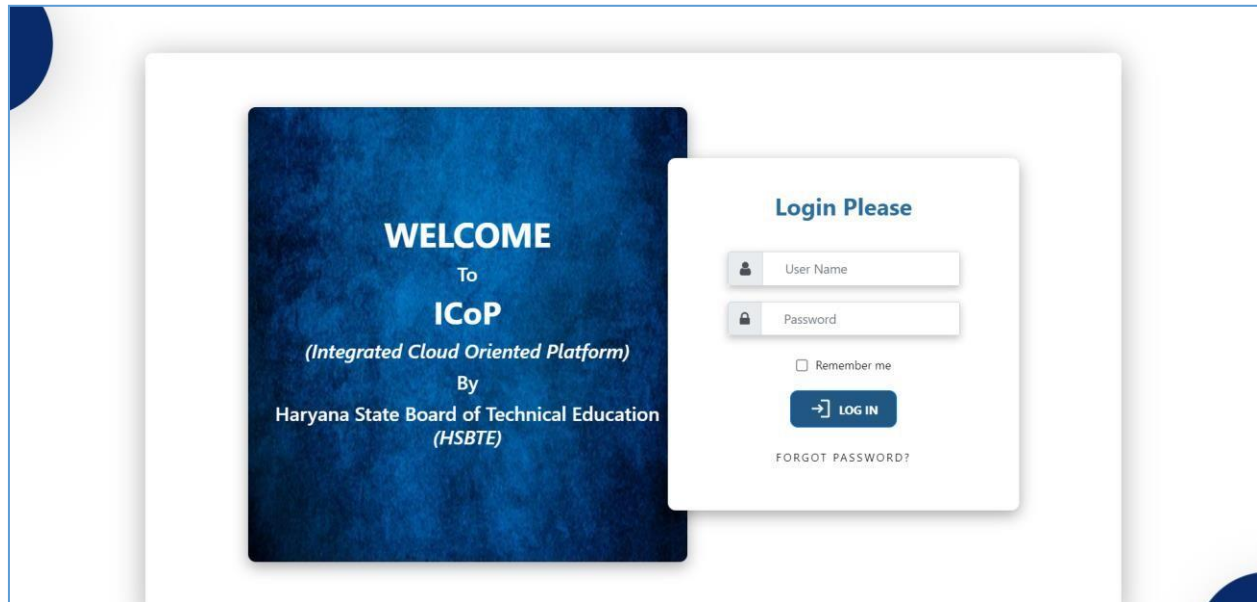 WELCOME
To
ICoP
(Integrated Cloud Oriented Platform)
By
Haryana State Board of Technical Education
(HSBTE)
Login Please
User Name
Password
Remember me
LOG IN
FORGOT PASSWORD?